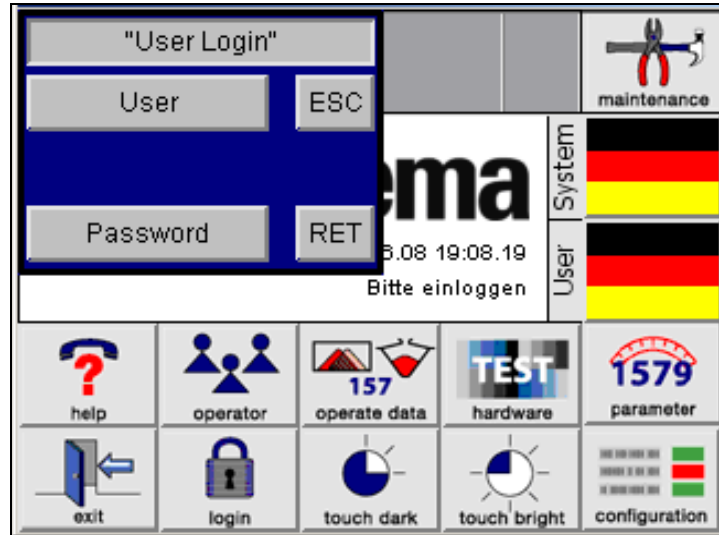 "User Login"
User
ESC
Password
RET
maintenance
System
ema
6.08 19:08.19
User
Bitte einloggen
help
operator
157
operate data
TEST
hardware
1579
parameter
exit
login
touch dark
touch bright
configuration